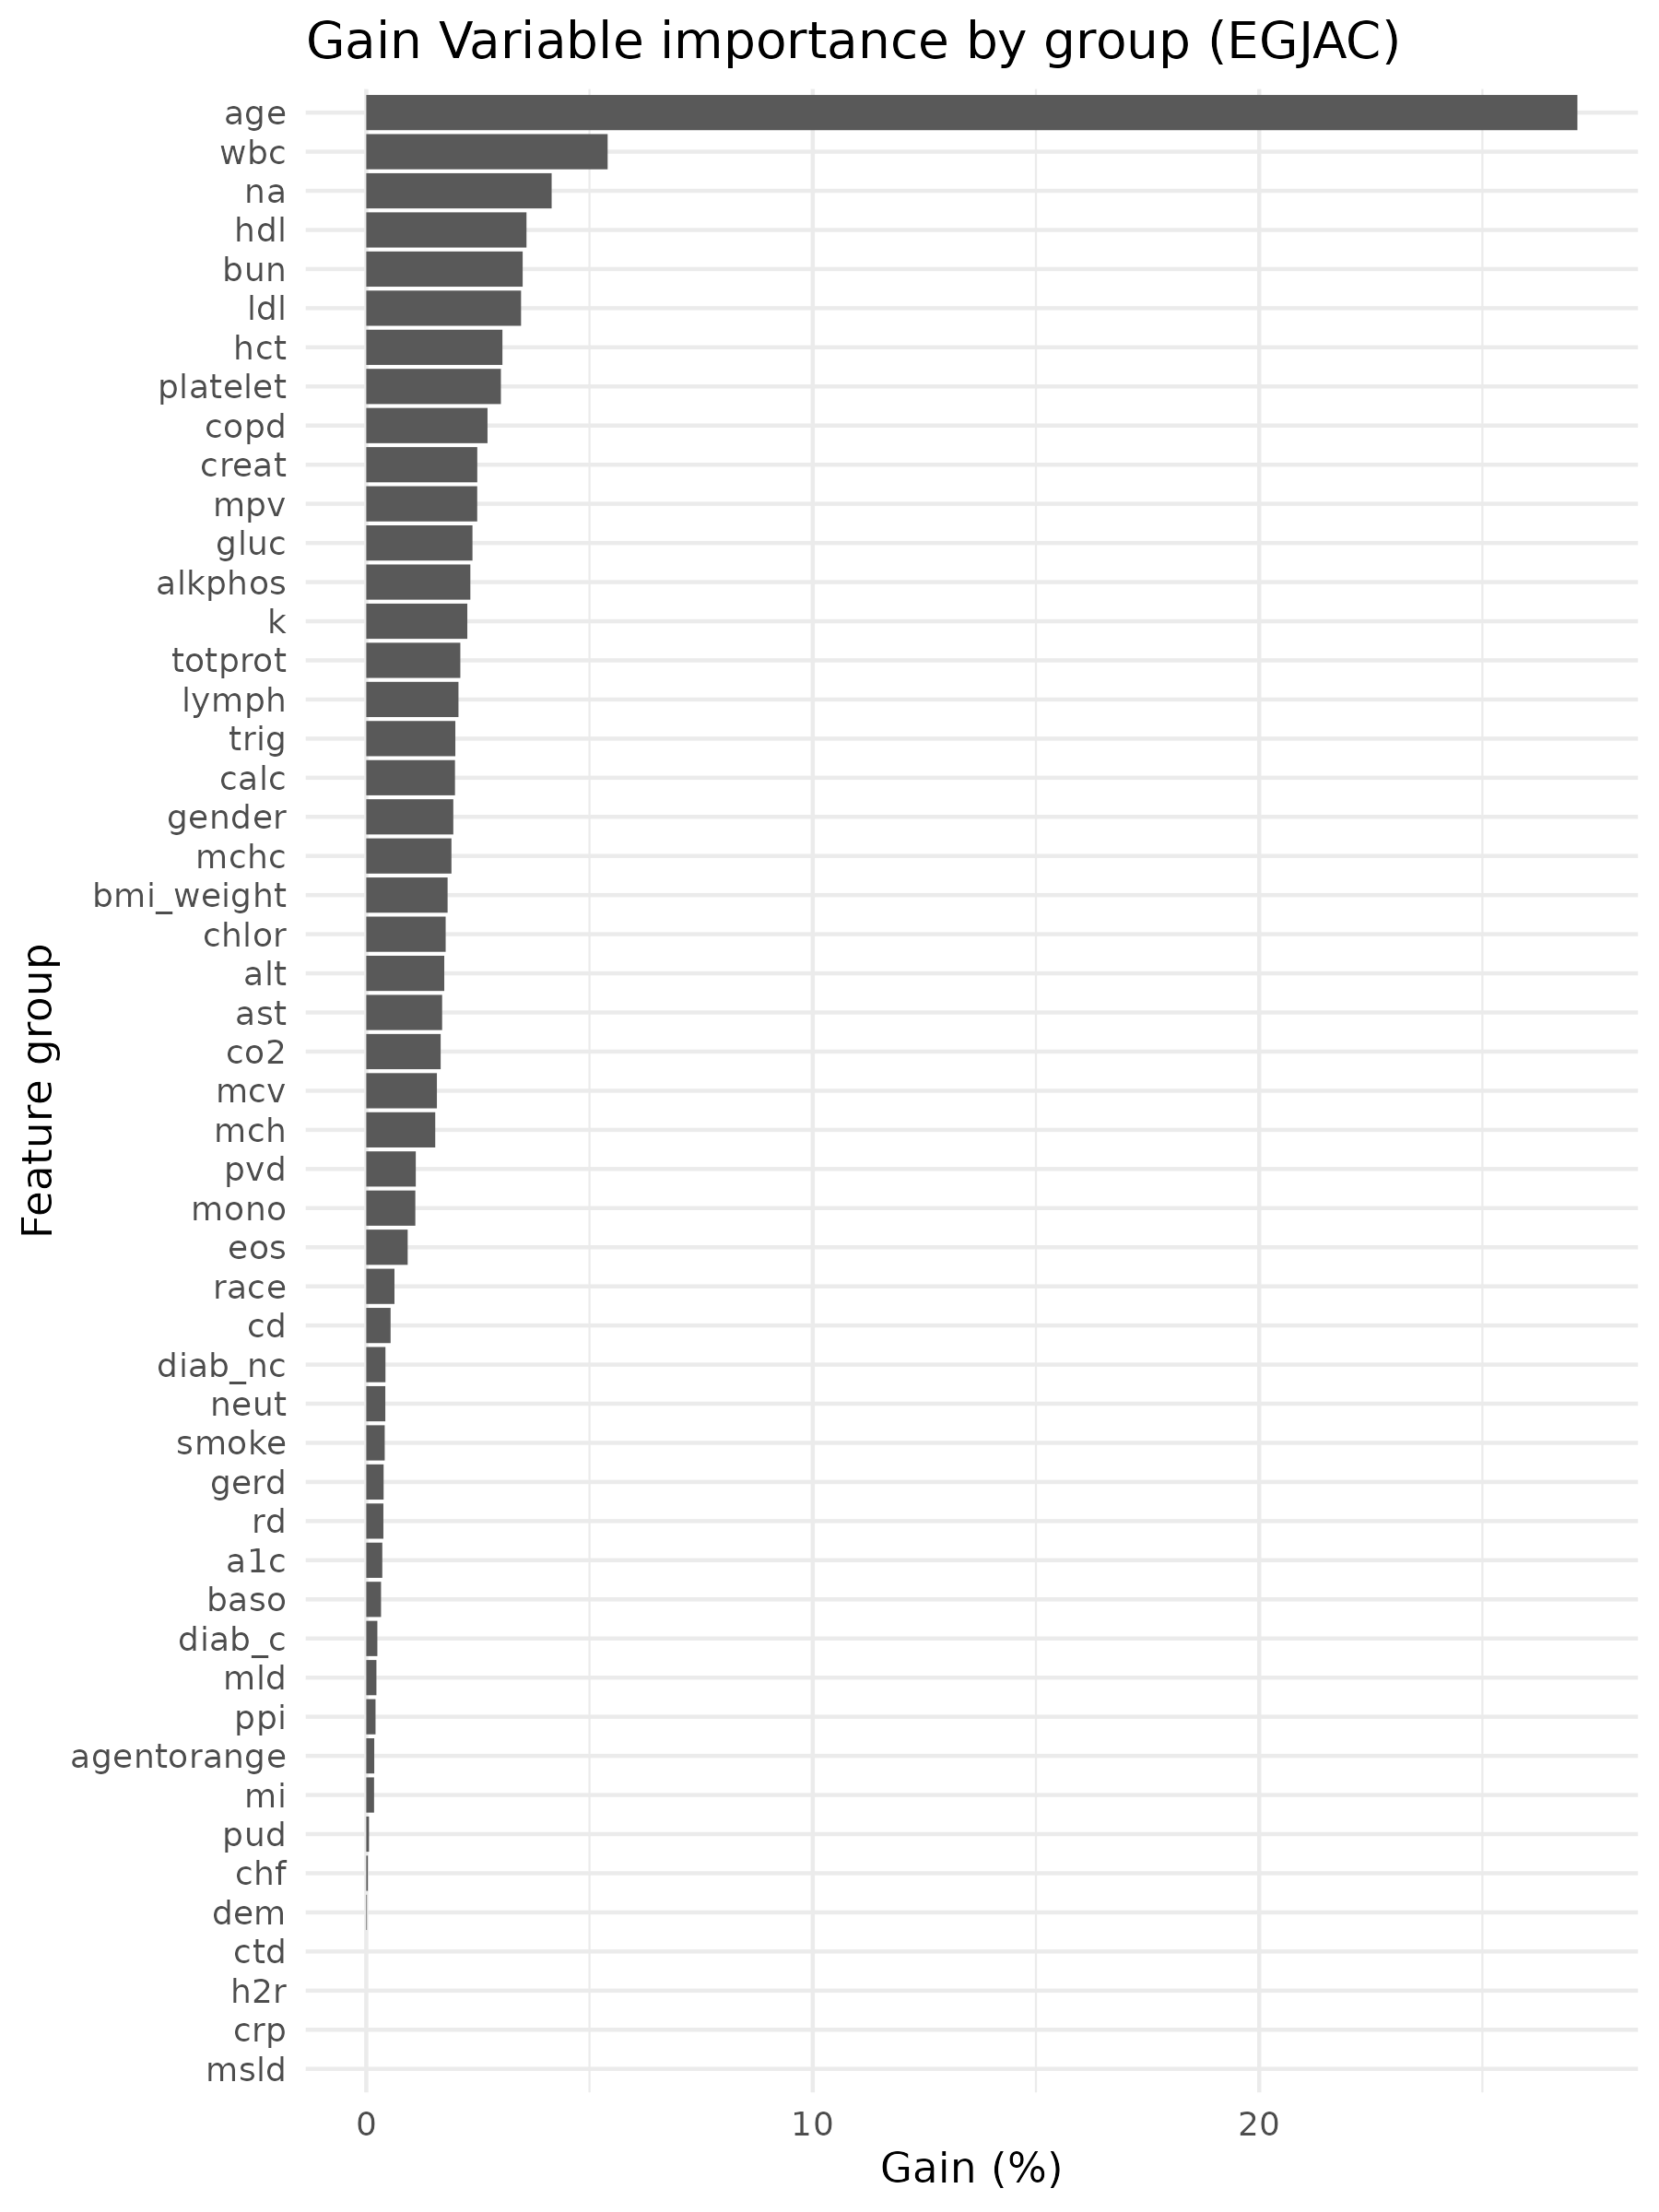 Gain Variable importance by group (EGJAC)
Feature group
age
wbc
na
hdl
bun
ldl
hct
platelet
copd
creat
mpv
gluc
alkphos
k
totprot
lymph
trig
calc
gender
mchc
bmi_weight
chlor
alt
ast
co2
mcv
mch
pvd
mono
eos
race
cd
diab_nc
neut
smoke
gerd
rd
a1c
baso
diab_c
mld
ppi
agentorange
mi
pud
chf
dem
ctd
h2r
crp
msld
0 10 20
Gain (%)